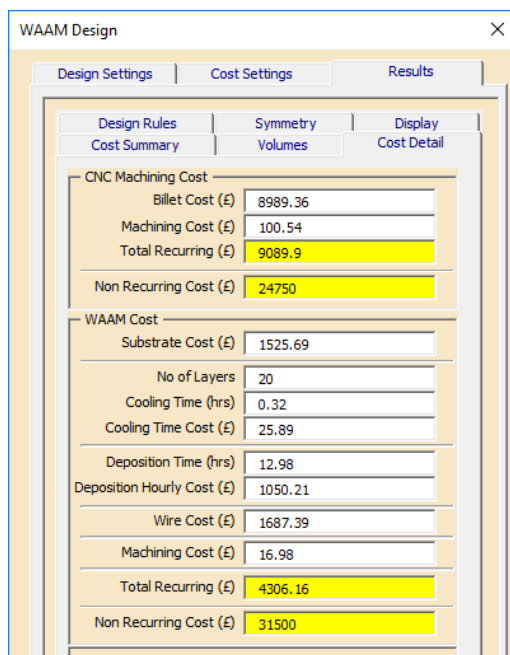 WAAM Design
Design Settings Cost Settings Results
Design Rules Symmetry Display
Cost Summary Volumes Cost Detail
CNC Machining Cost
Billet Cost (£) 8989.36
Machining Cost (£) 100.54
Total Recurring (£) 9089.9
Non Recurring Cost (£) 24750
WAAM Cost
Substrate Cost (£) 1525.69
No of Layers 20
Cooling Time (hrs) 0.32
Cooling Time Cost (£) 25.89
Deposition Time (hrs) 12.98
Deposition Hourly Cost (£) 1050.21
Wire Cost (£) 1687.39
Machining Cost (£) 16.98
Total Recurring (£) 4306.16
Non Recurring Cost (£) 31500